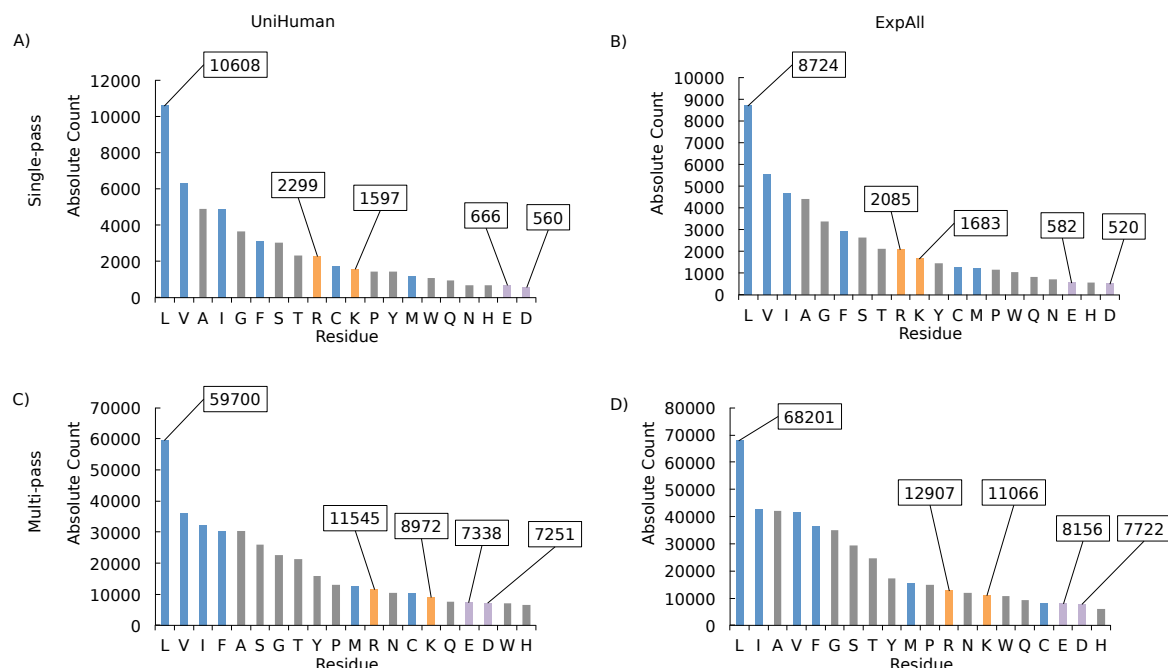 UniHuman
ExpAll
A)
Single-pass
Absolute Count
12000
10000
8000
6000
4000
2000
0
10608
2299
1597
666
560
L V A I G F S T R C K P Y M W Q N H E D
Residue
B)
Absolute Count
10000
9000
8000
7000
6000
5000
4000
3000
2000
1000
0
8724
2085
1683
582
520
L V I A G F S T R K Y C M P W Q N E H D
Residue
C)
Multi-pass
Absolute Count
70000
60000
50000
40000
30000
20000
10000
0
59700
11545
8972
7338
7251
L V I F A S G T Y P M R N C K Q E D W H
Residue
D)
Absolute Count
80000
70000
60000
50000
40000
30000
20000
10000
0
68201
12907
11066
8156
7722
L I A V F G S T Y M P R N K W Q C E D H
Residue